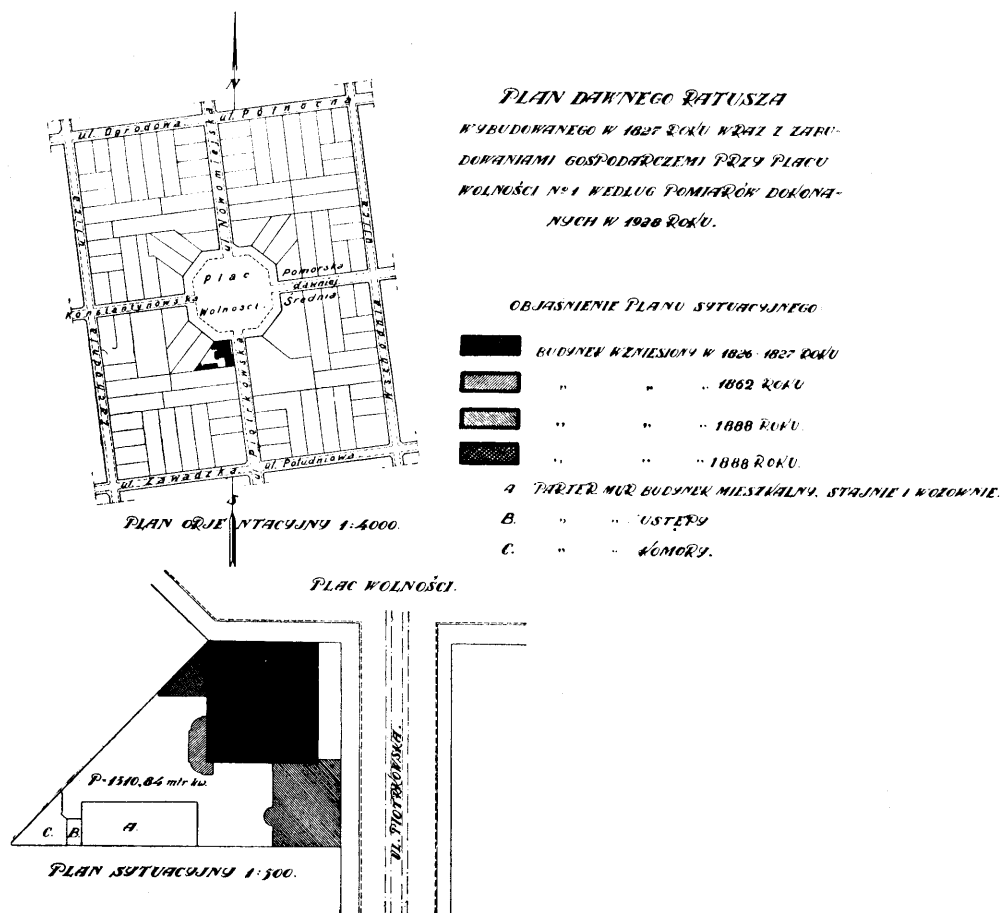 PLAN DAWNEGO RATUSZA
WYBUDOWANEGO W 1827 ROKU WRAZ Z ZABU-
DOWANIAMI GOSPODARCZEMI PRZY PLACU
WOLNOŚCI Nº 1 WEDŁUG POMIARÓW DOKONA-
NYCH W 1928 ROKU.
N
ul. Ogrodowa
ul. Północna
ulica
ul. Nowomiejska
ulica
Plac
Wolności
Pomorska
dawniej
Średnia
Konstantynowska
Zachodnia
Piotrkowska
Wschodnia
ul. Zawadzka
ul. Południowa
S
PLAN ORJENTACYJNY 1:4000.
OBJAŚNIENIE PLANU SYTUACYJNEGO
BUDYNEK WZNIESIONY W 1826-1827 ROKU
„ „ „ 1862 ROKU
„ „ „ 1888 ROKU.
„ „ „ 1888 ROKU.
A PARTER. MUR. BUDYNEK MIESZKALNY, STAJNIE I WOZOWNIE.
B. „ „ USTĘPY
C. „ „ KOMORY.
PLAC WOLNOŚCI.
UL. PIOTRKOWSKA.
P=1310,84 mtr kw.
C.
B.
A.
PLAN SYTUACYJNY 1:500.